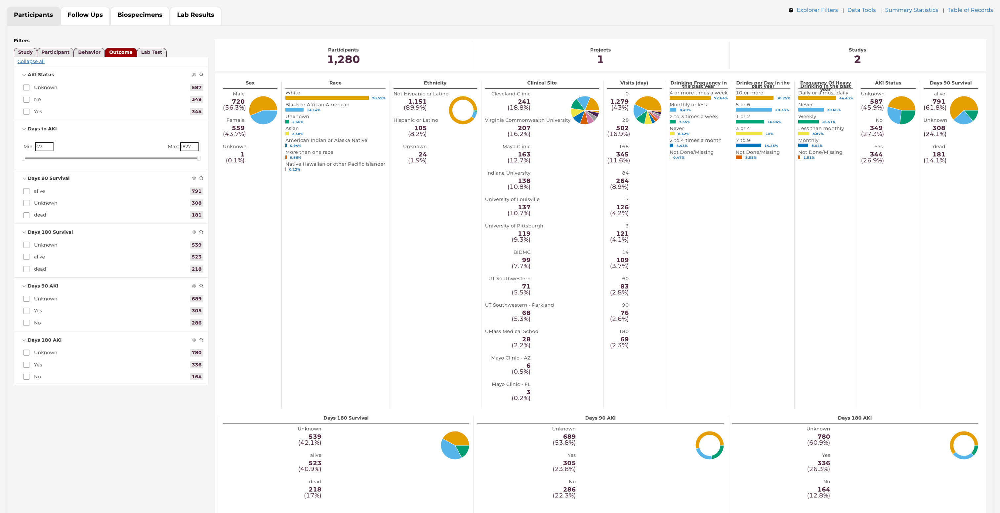 Participants
Follow Ups
Biospecimens
Lab Results
Explorer Filters | Data Tools | Summary Statistics | Table of Records
Filters
Study
Participant
Behavior
Outcome
Lab Test
Collapse all
AKI Status
Unknown 587
No 349
Yes 344
Days to AKI
Min: -23 Max: 1827
Days 90 Survival
alive 791
Unknown 308
dead 181
Days 180 Survival
Unknown 539
alive 523
dead 218
Days 90 AKI
Unknown 689
Yes 305
No 286
Days 180 AKI
Unknown 780
Yes 336
No 164
Participants
1,280
Projects
1
Studys
2
Sex
Male
720
(56.3%)
Female
559
(43.7%)
Unknown
1
(0.1%)
Race
White
78.59%
Black or African American
14.14%
Unknown
2.66%
Asian
2.58%
American Indian or Alaska Native
0.94%
More than one race
0.86%
Native Hawaiian or other Pacific Islander
0.23%
Ethnicity
Not Hispanic or Latino
1,151
(89.9%)
Hispanic or Latino
105
(8.2%)
Unknown
24
(1.9%)
Clinical Site
Cleveland Clinic
241
(18.8%)
Virginia Commonwealth University
207
(16.2%)
Mayo Clinic
163
(12.7%)
Indiana University
138
(10.8%)
University of Louisville
137
(10.7%)
University of Pittsburgh
119
(9.3%)
BIDMC
99
(7.7%)
UT Southwestern
71
(5.5%)
UT Southwestern - Parkland
68
(5.3%)
UMass Medical School
28
(2.2%)
Mayo Clinic - AZ
6
(0.5%)
Mayo Clinic - FL
3
(0.2%)
Visits (day)
0
1,279
(43%)
28
502
(16.9%)
168
345
(11.6%)
84
264
(8.9%)
7
126
(4.2%)
3
121
(4.1%)
14
109
(3.7%)
60
83
(2.8%)
90
76
(2.6%)
180
69
(2.3%)
Drinking Frequency in
the past year
4 or more times a week
72.64%
Monthly or less
8.49%
2 to 3 times a week
7.55%
Never
6.42%
2 to 4 times a month
4.43%
Not Done/Missing
0.47%
Drinks per Day in the
past year
10 or more
30.75%
5 or 6
20.38%
1 or 2
16.04%
3 or 4
15%
7 to 9
14.25%
Not Done/Missing
3.58%
Frequency Of Heavy
Drinking In the past
year
Daily or almost daily
44.43%
Never
20.66%
Weekly
16.51%
Less than monthly
8.87%
Monthly
8.02%
Not Done/Missing
1.51%
AKI Status
Unknown
587
(45.9%)
No
349
(27.3%)
Yes
344
(26.9%)
Days 90 Survival
alive
791
(61.8%)
Unknown
308
(24.1%)
dead
181
(14.1%)
Days 180 Survival
Unknown
539
(42.1%)
alive
523
(40.9%)
dead
218
(17%)
Days 90 AKI
Unknown
689
(53.8%)
Yes
305
(23.8%)
No
286
(22.3%)
Days 180 AKI
Unknown
780
(60.9%)
Yes
336
(26.3%)
No
164
(12.8%)